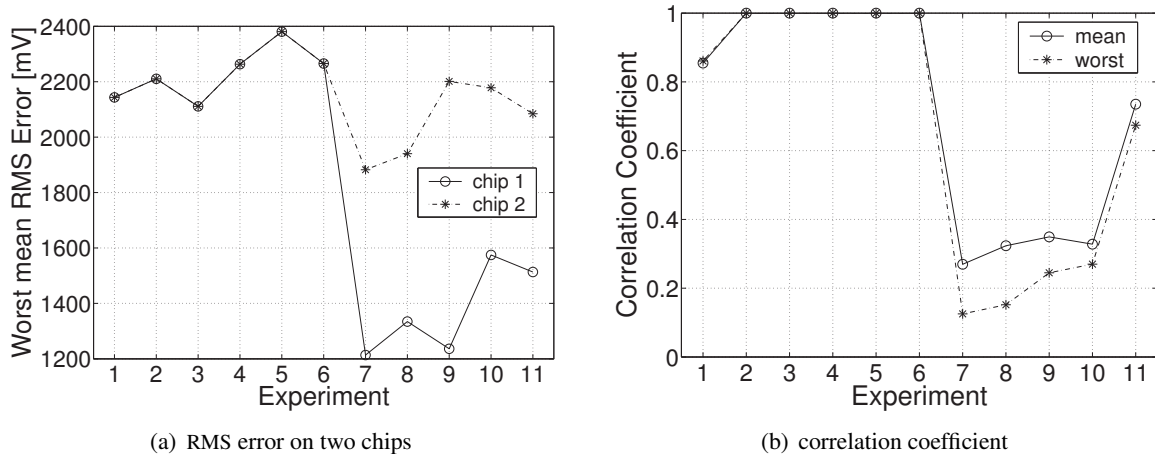 2400
2200
2000
1800
1600
1400
1200
Worst mean RMS Error [mV]
chip 1
chip 2
1 2 3 4 5 6 7 8 9 10 11
Experiment
(a) RMS error on two chips
1
0.8
0.6
0.4
0.2
0
Correlation Coefficient
mean
worst
1 2 3 4 5 6 7 8 9 10 11
Experiment
(b) correlation coefficient